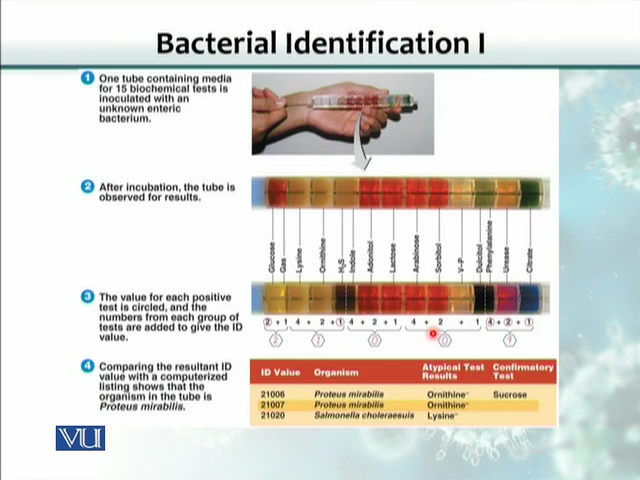 Bacterial Identification I
1 One tube containing media
for 15 biochemical tests is
inoculated with an
unknown enteric
bacterium.
2 After incubation, the tube is
observed for results.
Glucose
Gas
Lysine
Ornithine
H2S
Indole
Adonitol
Lactose
Arabinose
Sorbitol
V–P
Dulcitol
Phenylalanine
Urease
Citrate
3 The value for each positive
test is circled, and the
numbers from each group of
tests are added to give the ID
value.
2 + 1 4 + 2 + 1 4 + 2 + 1 4 + 2 + 1 4 + 2 + 1
4 Comparing the resultant ID
value with a computerized
listing shows that the
organism in the tube is
Proteus mirabilis.
ID Value Organism Atypical Test Results Confirmatory Test
21006 Proteus mirabilis Ornithine– Sucrose
21007 Proteus mirabilis Ornithine–
21020 Salmonella choleraesuis Lysine–
VU